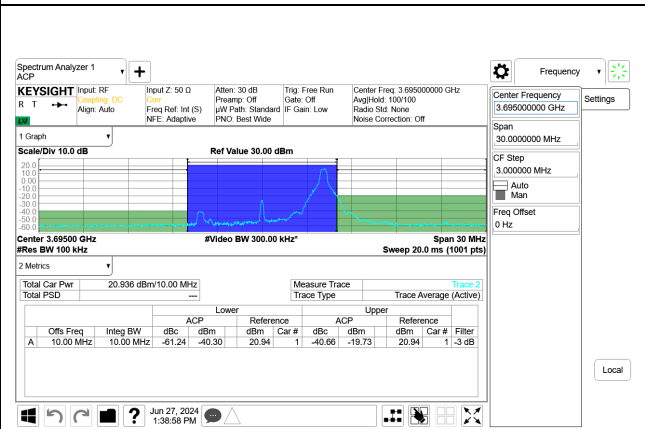 Spectrum Analyzer 1
ACP
Frequency
KEYSIGHT
R T
LXI
Input: RF
Coupling: DC
Align: Auto
Input Z: 50 Ω
Corr
Freq Ref: Int (S)
NFE: Adaptive
Atten: 30 dB
Preamp: Off
µW Path: Standard
PNO: Best Wide
Trig: Free Run
Gate: Off
IF Gain: Low
Center Freq: 3.695000000 GHz
Avg|Hold: 100/100
Radio Std: None
Noise Correction: Off
Center Frequency
3.695000000 GHz
Settings
Span
30.0000000 MHz
CF Step
3.000000 MHz
Auto
Man
Freq Offset
0 Hz
Local
1 Graph
Scale/Div 10.0 dB
Ref Value 30.00 dBm
20.0
10.0
0.00
-10.0
-20.0
-30.0
-40.0
-50.0
-60.0
Center 3.69500 GHz
#Video BW 300.00 kHz*
Span 30 MHz
#Res BW 100 kHz
Sweep 20.0 ms (1001 pts)
2 Metrics
Total Car Pwr 20.936 dBm/10.00 MHz
Total PSD ---
Measure Trace Trace 2
Trace Type Trace Average (Active)
Lower Upper
ACP Reference ACP Reference
Offs Freq Integ BW dBc dBm dBm Car # dBc dBm dBm Car # Filter
A 10.00 MHz 10.00 MHz -61.24 -40.30 20.94 1 -40.66 -19.73 20.94 1 -3 dB
?
Jun 27, 2024
1:38:58 PM